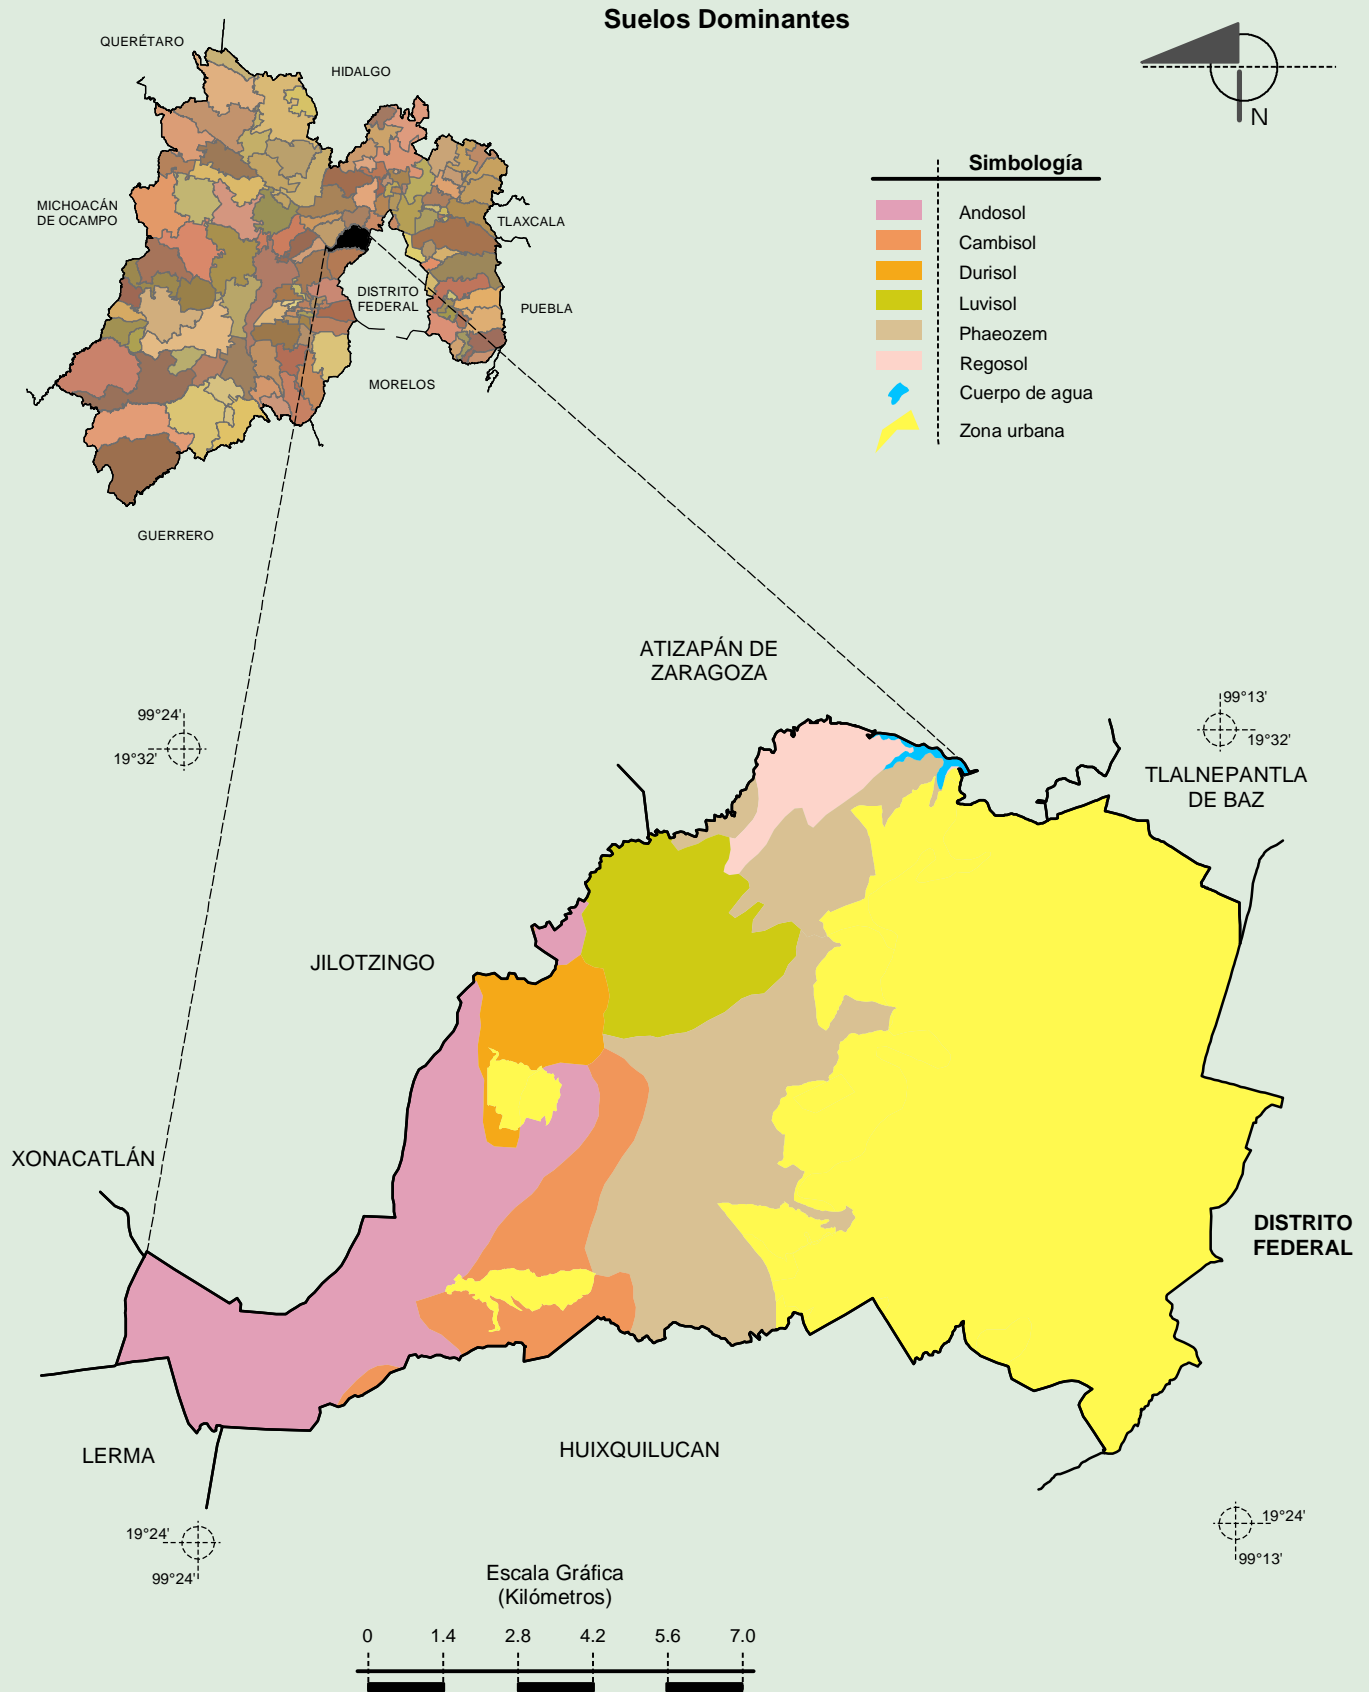 Suelos Dominantes
QUERÉTARO
HIDALGO
MICHOACÁN
DE OCAMPO
TLAXCALA
DISTRITO
FEDERAL
PUEBLA
MORELOS
GUERRERO
N
Simbología
Andosol
Cambisol
Durisol
Luvisol
Phaeozem
Regosol
Cuerpo de agua
Zona urbana
ATIZAPÁN DE
ZARAGOZA
99°24'
19°32'
99°13'
19°32'
TLALNEPANTLA
DE BAZ
JILOTZINGO
XONACATLÁN
DISTRITO
FEDERAL
LERMA
HUIXQUILUCAN
19°24'
99°24'
19°24'
99°13'
Escala Gráfica
(Kilómetros)
0 1.4 2.8 4.2 5.6 7.0